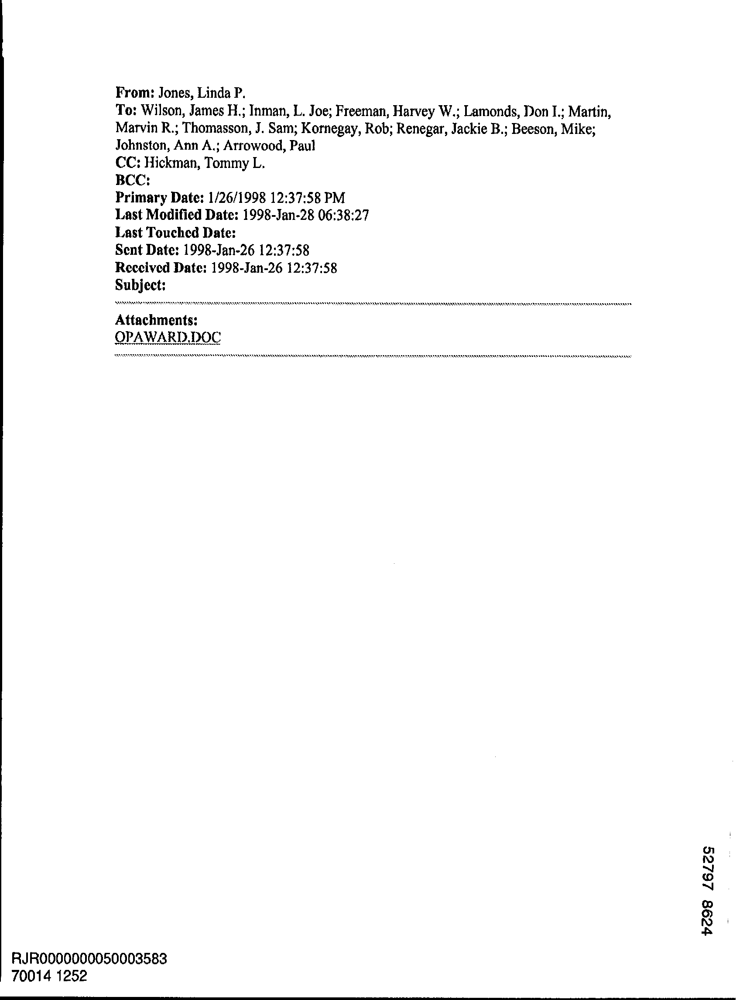 From: Jones, Linda P.
To: Wilson, James H.; Inman, L. Joe; Freeman, Harvey W.; Lamonds, Don I.; Martin,
Marvin R.; Thomasson, J. Sam; Kornegay, Rob; Renegar, Jackie B.; Beeson, Mike;
Johnston, Ann A.; Arrowood, Paul
CC: Hickman, Tommy L.
BCC:
Primary Date: 1/26/1998 12:37:58 PM
Last Modified Date: 1998-Jan-28 06:38:27
Last Touched Date:
Sent Date: 1998-Jan-26 12:37:58
Received Date: 1998-Jan-26 12:37:58
Subject:
Attachments:
OPAWARD.DOC
52797 8624
RJR0000000050003583
70014 1252